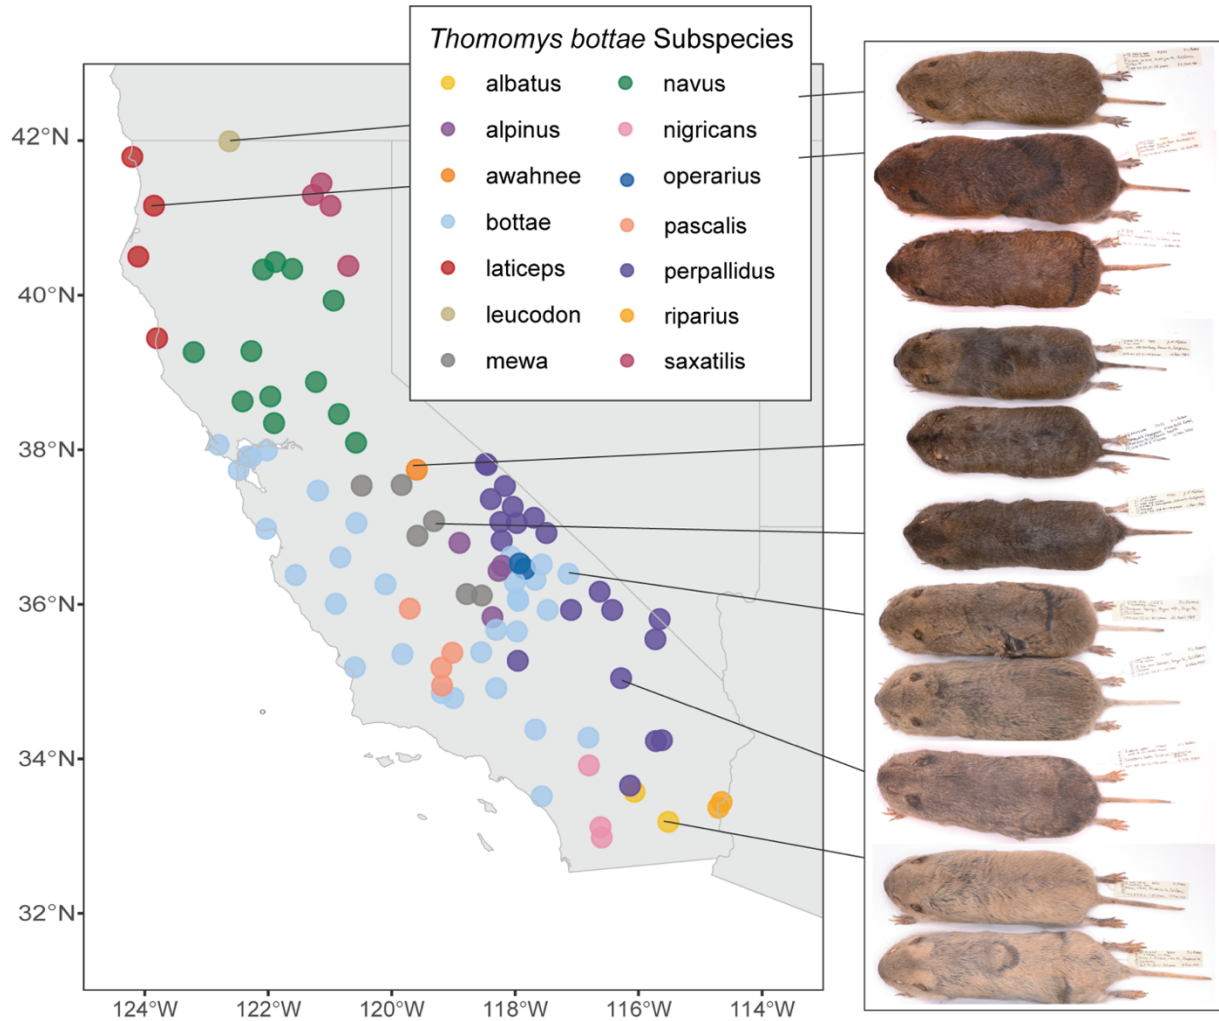 Thomomys bottae Subspecies
albatus
navus
alpinus
nigricans
awahnee
operarius
bottae
pascalis
laticeps
perpallidus
leucodon
riparius
mewa
saxatilis
42°N
40°N
38°N
36°N
34°N
32°N
124°W
122°W
120°W
118°W
116°W
114°W